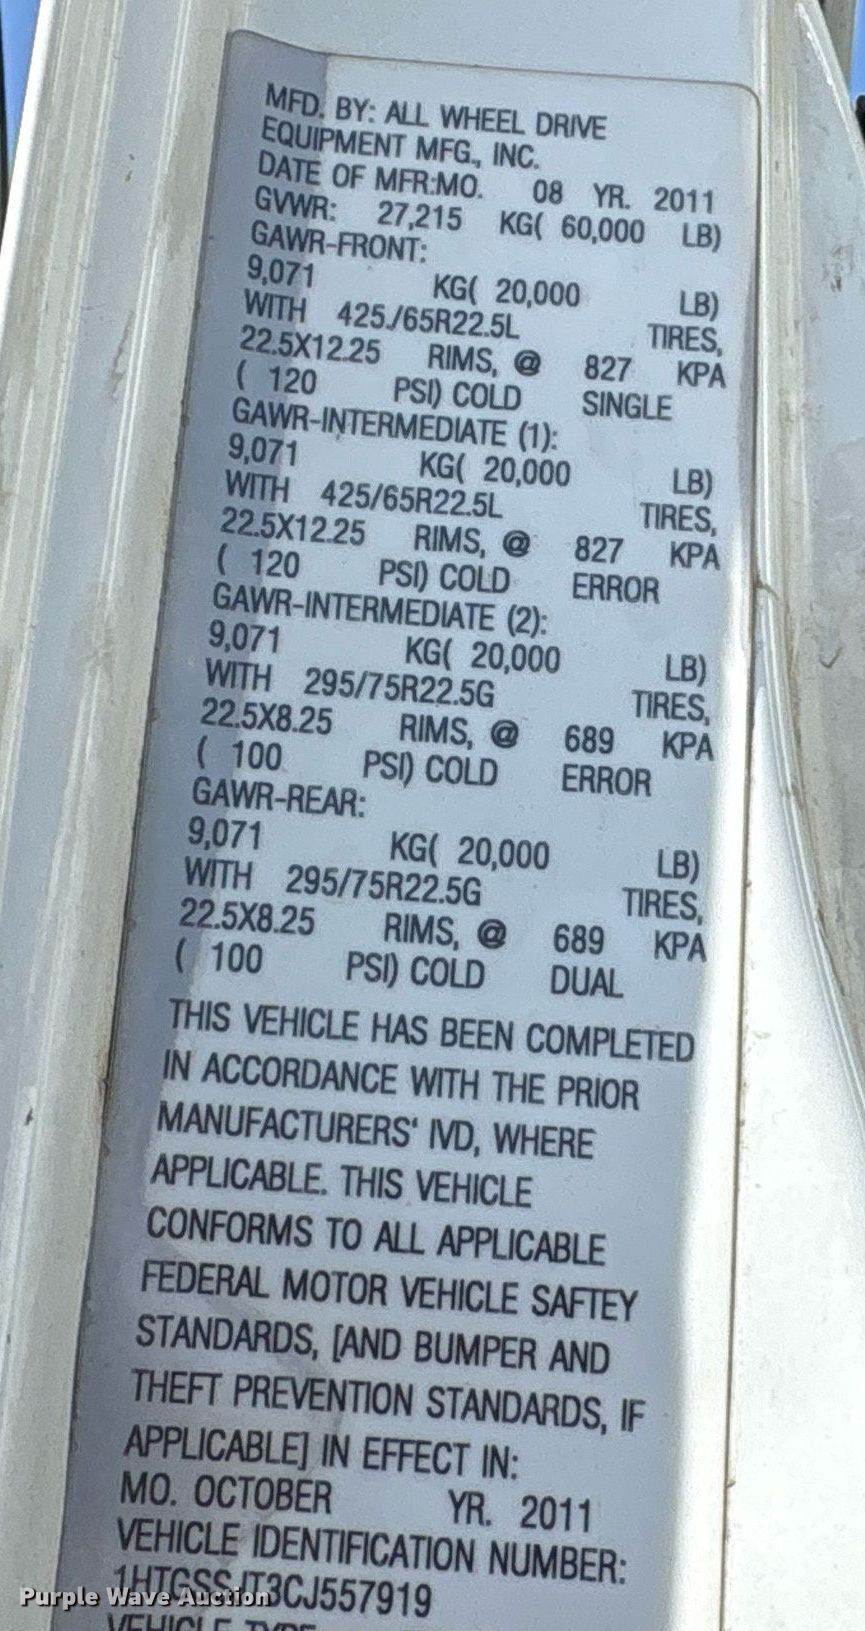 MFD. BY: ALL WHEEL DRIVE
EQUIPMENT MFG., INC.
DATE OF MFR:MO. 08 YR. 2011
GVWR: 27,215 KG( 60,000 LB)
GAWR-FRONT:
9,071 KG( 20,000 LB)
WITH 425/65R22.5L TIRES,
22.5X12.25 RIMS, @ 827 KPA
( 120 PSI) COLD SINGLE
GAWR-INTERMEDIATE (1):
9,071 KG( 20,000 LB)
WITH 425/65R22.5L TIRES,
22.5X12.25 RIMS, @ 827 KPA
( 120 PSI) COLD ERROR
GAWR-INTERMEDIATE (2):
9,071 KG( 20,000 LB)
WITH 295/75R22.5G TIRES,
22.5X8.25 RIMS, @ 689 KPA
( 100 PSI) COLD ERROR
GAWR-REAR:
9,071 KG( 20,000 LB)
WITH 295/75R22.5G TIRES,
22.5X8.25 RIMS, @ 689 KPA
( 100 PSI) COLD DUAL
THIS VEHICLE HAS BEEN COMPLETED
IN ACCORDANCE WITH THE PRIOR
MANUFACTURERS' IVD, WHERE
APPLICABLE. THIS VEHICLE
CONFORMS TO ALL APPLICABLE
FEDERAL MOTOR VEHICLE SAFTEY
STANDARDS, [AND BUMPER AND
THEFT PREVENTION STANDARDS, IF
APPLICABLE] IN EFFECT IN:
MO. OCTOBER YR. 2011
VEHICLE IDENTIFICATION NUMBER:
1HTGSSJT3CJ557919
Purple Wave Auction
VEHICLE TYPE